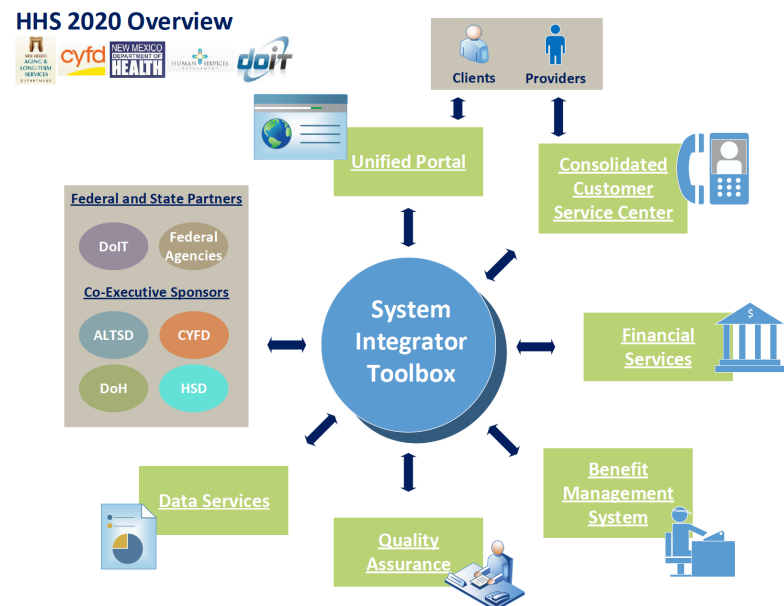 HHS 2020 Overview
NEW MEXICO
AGING &
LONG-TERM
SERVICES
DEPARTMENT
cyfd
NEW MEXICO
DEPARTMENT OF
HEALTH
HUMAN SERVICES
DEPARTMENT
doIT
Clients
Providers
Unified Portal
Consolidated
Customer
Service Center
Federal and State Partners
DoIT
Federal
Agencies
Co-Executive Sponsors
ALTSD
CYFD
DoH
HSD
System
Integrator
Toolbox
$
Financial
Services
Benefit
Management
System
Data Services
Quality
Assurance